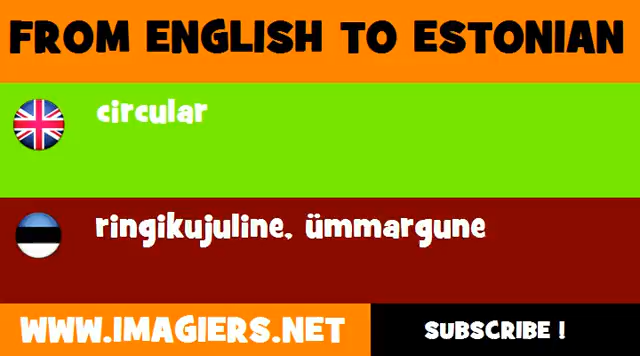 FROM ENGLISH TO ESTONIAN
circular
ringikujuline, ümmargune
WWW.IMAGIERS.NET
SUBSCRIBE !